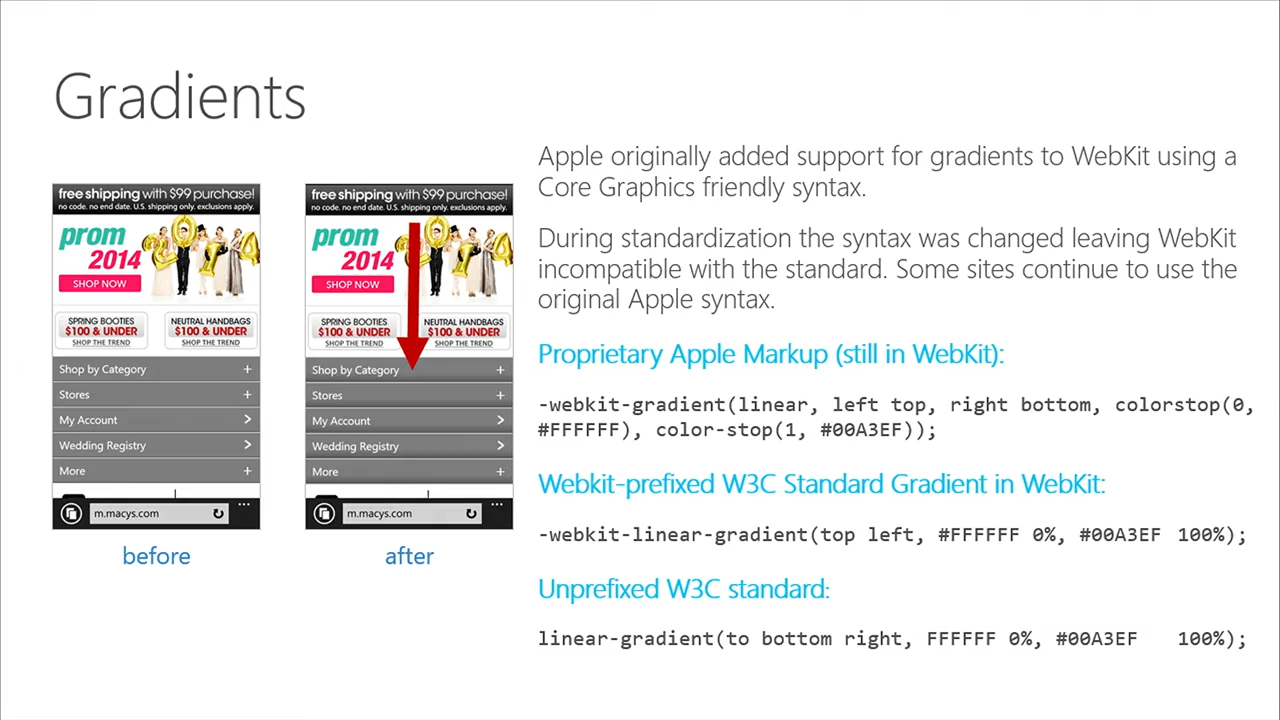 Gradients
free shipping with $99 purchase!
no code. no end date. U.S. shipping only. exclusions apply.
prom
2014
SHOP NOW
SPRING BOOTIES
$100 & UNDER
SHOP THE TREND
NEUTRAL HANDBAGS
$100 & UNDER
SHOP THE TREND
Shop by Category +
Stores +
My Account >
Wedding Registry >
More +
m.macys.com
before
free shipping with $99 purchase!
no code. no end date. U.S. shipping only. exclusions apply.
prom
2014
SHOP NOW
SPRING BOOTIES
$100 & UNDER
SHOP THE TREND
NEUTRAL HANDBAGS
$100 & UNDER
SHOP THE TREND
Shop by Category +
Stores +
My Account >
Wedding Registry >
More +
m.macys.com
after
Apple originally added support for gradients to WebKit using a
Core Graphics friendly syntax.
During standardization the syntax was changed leaving WebKit
incompatible with the standard. Some sites continue to use the
original Apple syntax.
Proprietary Apple Markup (still in WebKit):
-webkit-gradient(linear, left top, right bottom, colorstop(0,
#FFFFFF), color-stop(1, #00A3EF));
Webkit-prefixed W3C Standard Gradient in WebKit:
-webkit-linear-gradient(top left, #FFFFFF 0%, #00A3EF 100%);
Unprefixed W3C standard:
linear-gradient(to bottom right, FFFFFF 0%, #00A3EF 100%);